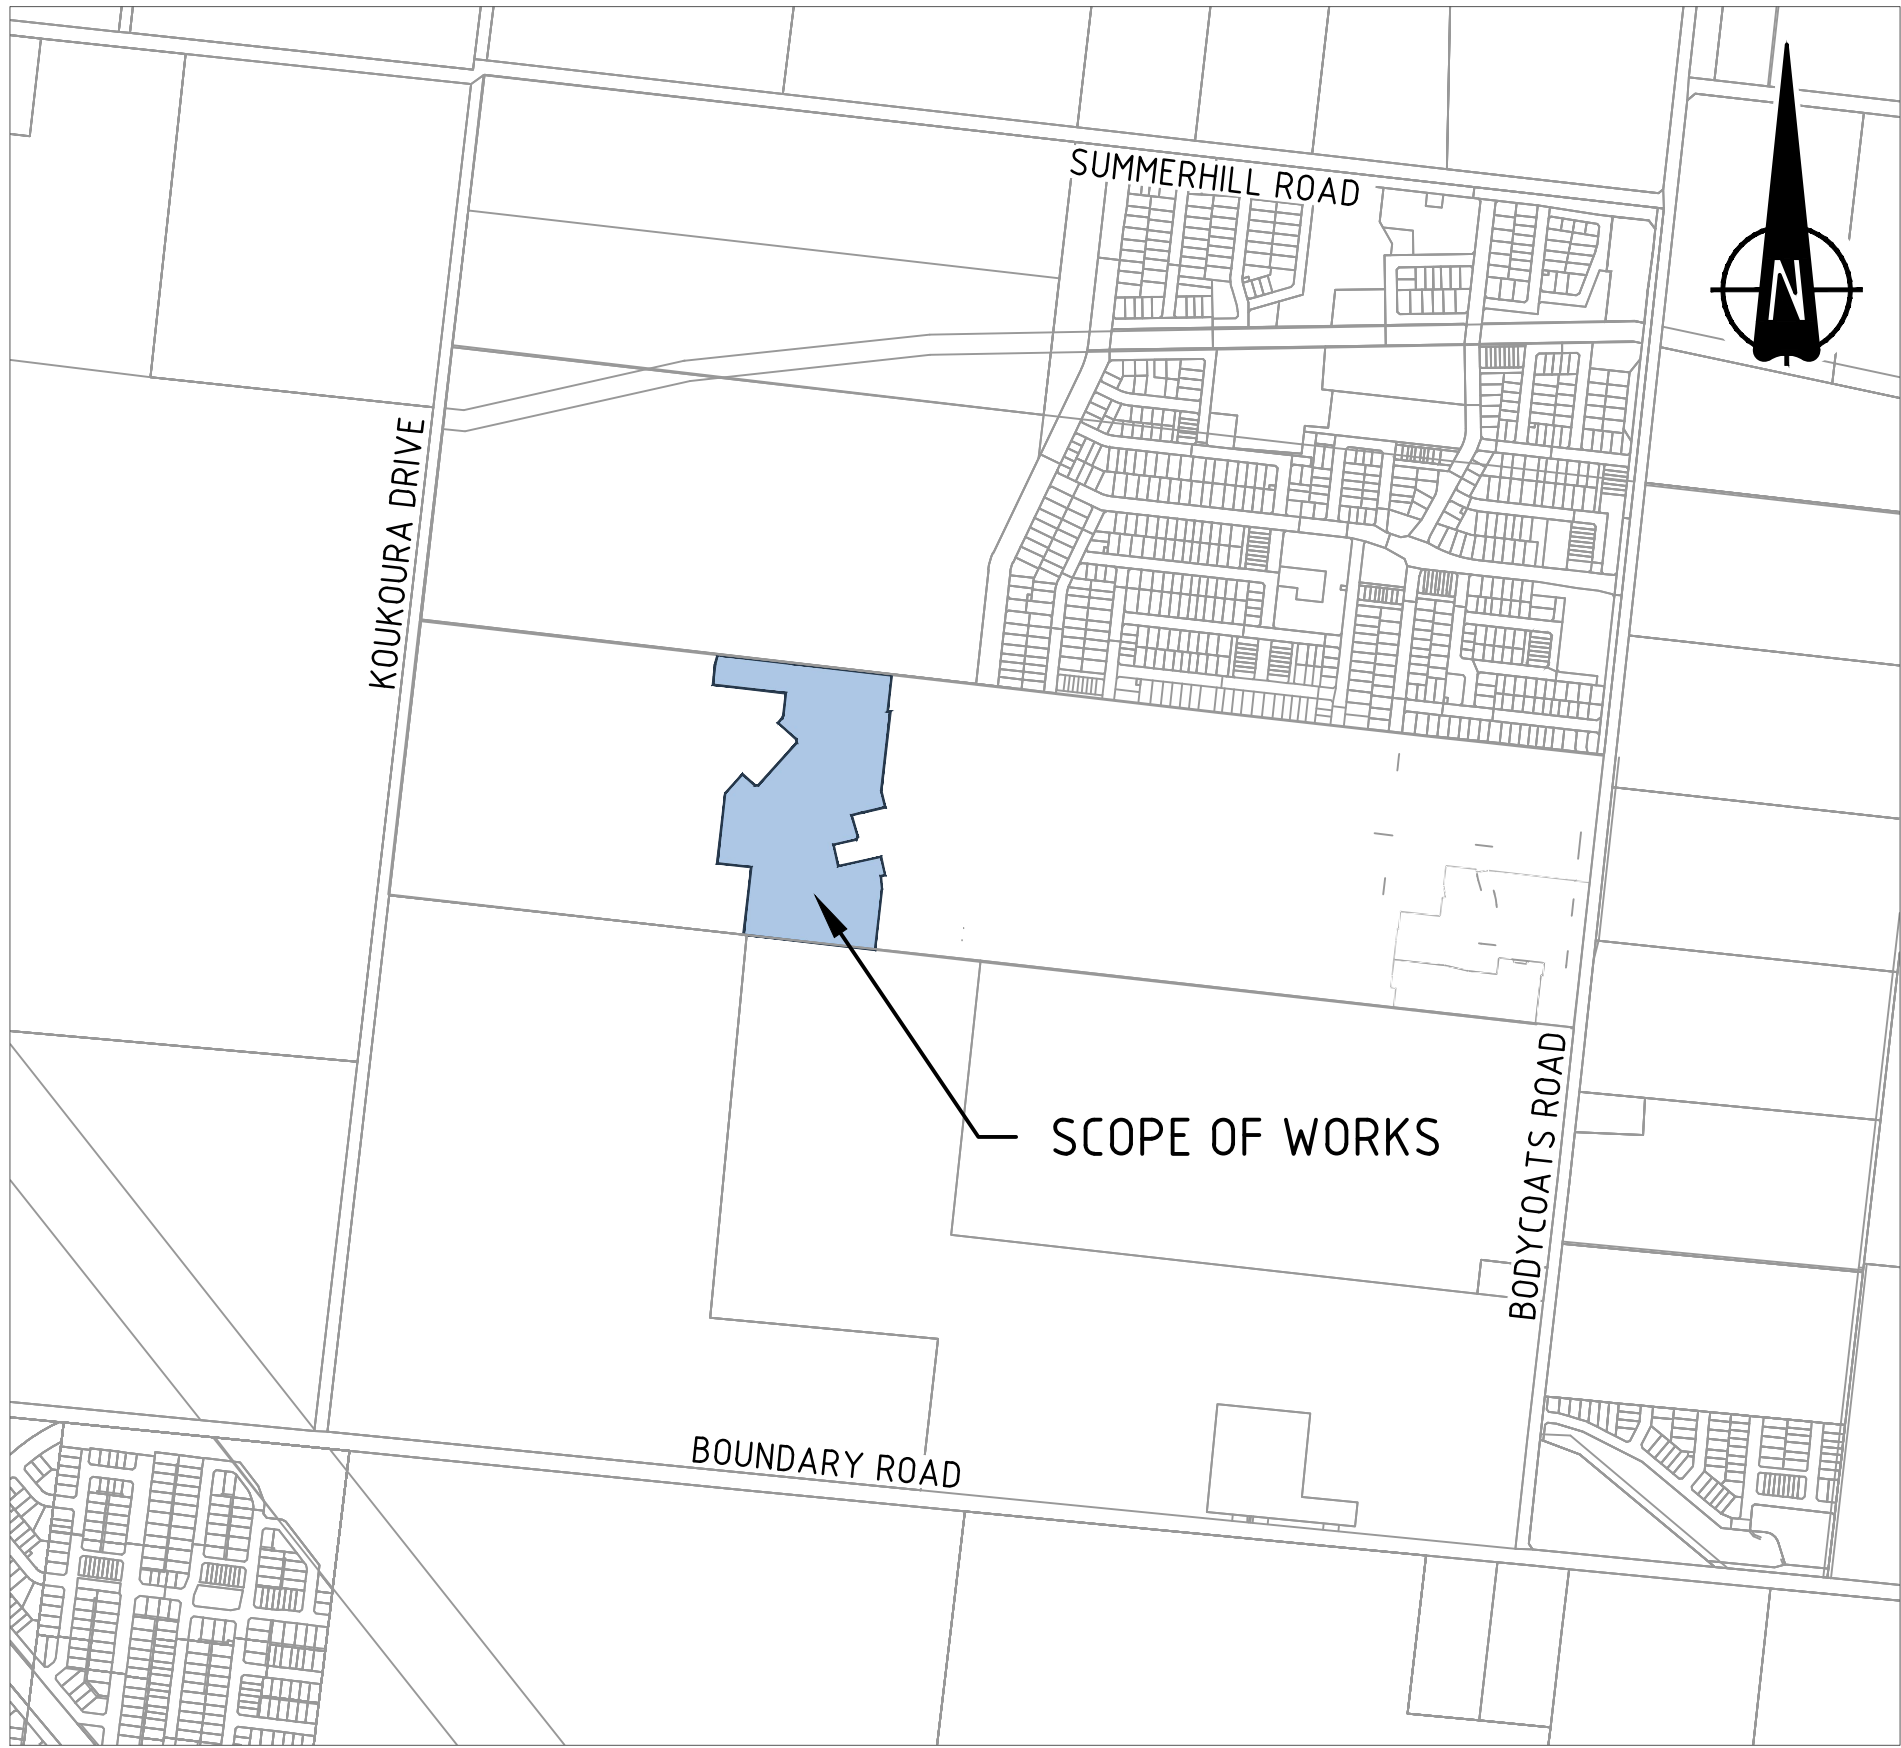 SUMMERHILL ROAD
N
KOUKOURA DRIVE
SCOPE OF WORKS
BODYCOATS ROAD
BOUNDARY ROAD